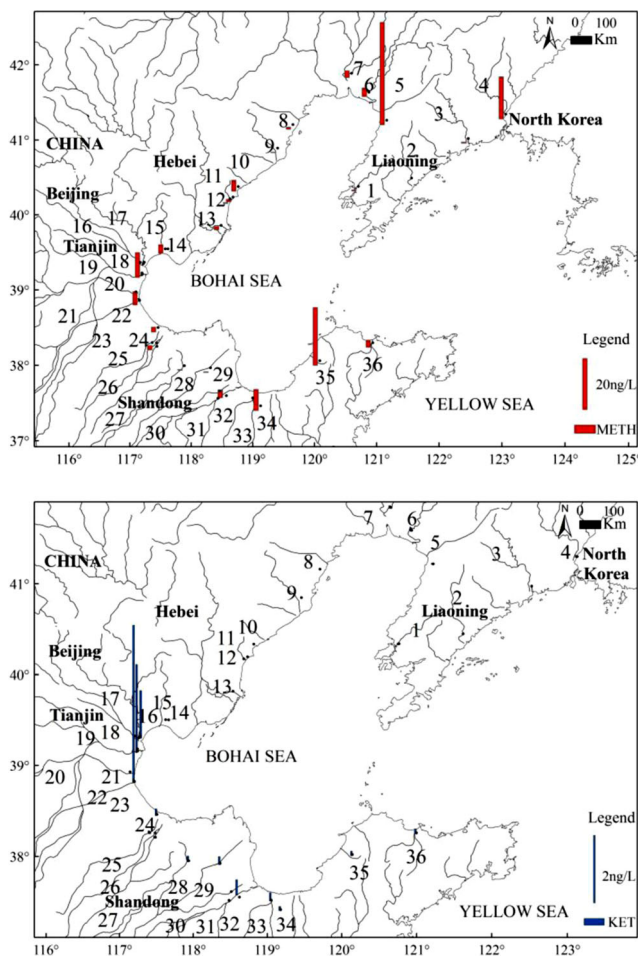 0 100
N
Km
42°
7
6
5
4
41°
8
3
North Korea
CHINA
9
Hebei
10
2
Liaoning
11
1
Beijing
12
40°
17
16
15
13
Tianjin
18
14
19
BOHAI SEA
20
39°
21
22
Legend
23
24
38°
25
35
36
20ng/L
26
28
29
Shandong
32
YELLOW SEA
METH
27
30
31
33
34
37°
116° 117° 118° 119° 120° 121° 122° 123° 124° 125°
0 100
N
Km
7
6
5
4
North
Korea
CHINA
3
41°
8
2
Liaoning
9
Hebei
10
1
11
Beijing
12
40°
17
15
13
Tianjin
16
14
18
19
BOHAI SEA
39°
20
21
22
23
Legend
24
38°
36
25
28
35
2ng/L
26
29
Shandong
YELLOW SEA
KET
27
30
31
32
33
34
37°
116° 117° 118° 119° 120° 121° 122° 123°